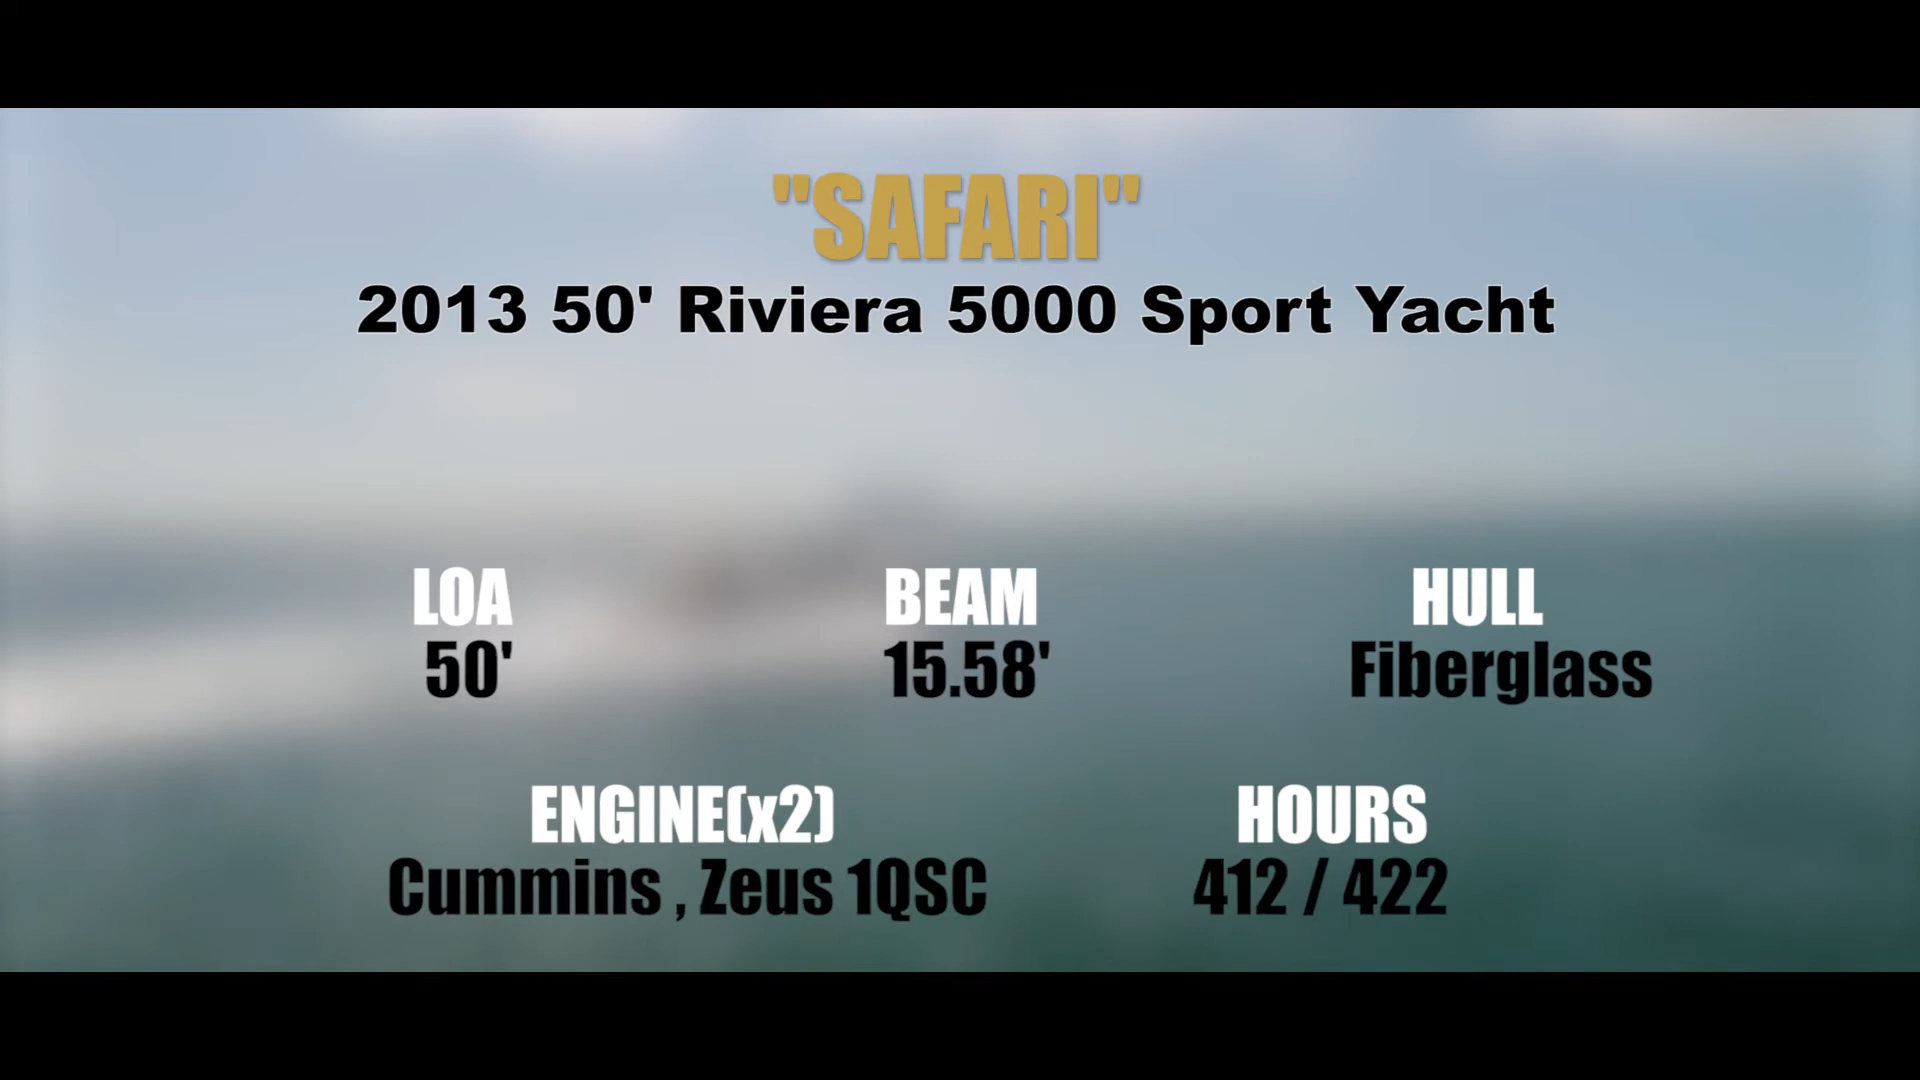 "SAFARI"
2013 50' Riviera 5000 Sport Yacht
LOA
50'
BEAM
15.58'
HULL
Fiberglass
ENGINE(x2)
Cummins , Zeus 1QSC
HOURS
412 / 422